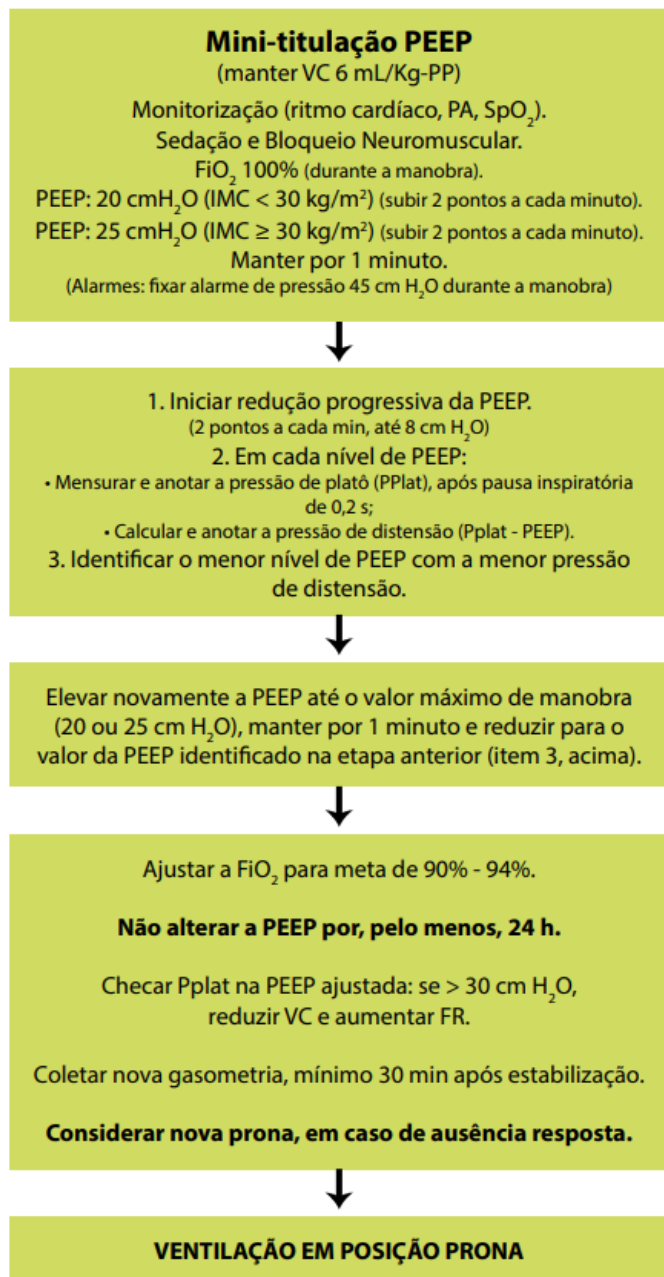 Mini-titulação PEEP
(manter VC 6 mL/Kg-PP)
Monitorização (ritmo cardíaco, PA, SpO₂).
Sedação e Bloqueio Neuromuscular.
FiO₂ 100% (durante a manobra).
PEEP: 20 cmH₂O (IMC < 30 kg/m²) (subir 2 pontos a cada minuto).
PEEP: 25 cmH₂O (IMC ≥ 30 kg/m²) (subir 2 pontos a cada minuto).
Manter por 1 minuto.
(Alarmes: fixar alarme de pressão 45 cm H₂O durante a manobra)
1. Iniciar redução progressiva da PEEP.
(2 pontos a cada min, até 8 cm H₂O)
2. Em cada nível de PEEP:
• Mensurar e anotar a pressão de platô (PPlat), após pausa inspiratória
de 0,2 s;
• Calcular e anotar a pressão de distensão (Pplat - PEEP).
3. Identificar o menor nível de PEEP com a menor pressão
de distensão.
Elevar novamente a PEEP até o valor máximo de manobra
(20 ou 25 cm H₂O), manter por 1 minuto e reduzir para o
valor da PEEP identificado na etapa anterior (item 3, acima).
Ajustar a FiO₂ para meta de 90% - 94%.
Não alterar a PEEP por, pelo menos, 24 h.
Checar Pplat na PEEP ajustada: se > 30 cm H₂O,
reduzir VC e aumentar FR.
Coletar nova gasometria, mínimo 30 min após estabilização.
Considerar nova prona, em caso de ausência resposta.
VENTILAÇÃO EM POSIÇÃO PRONA